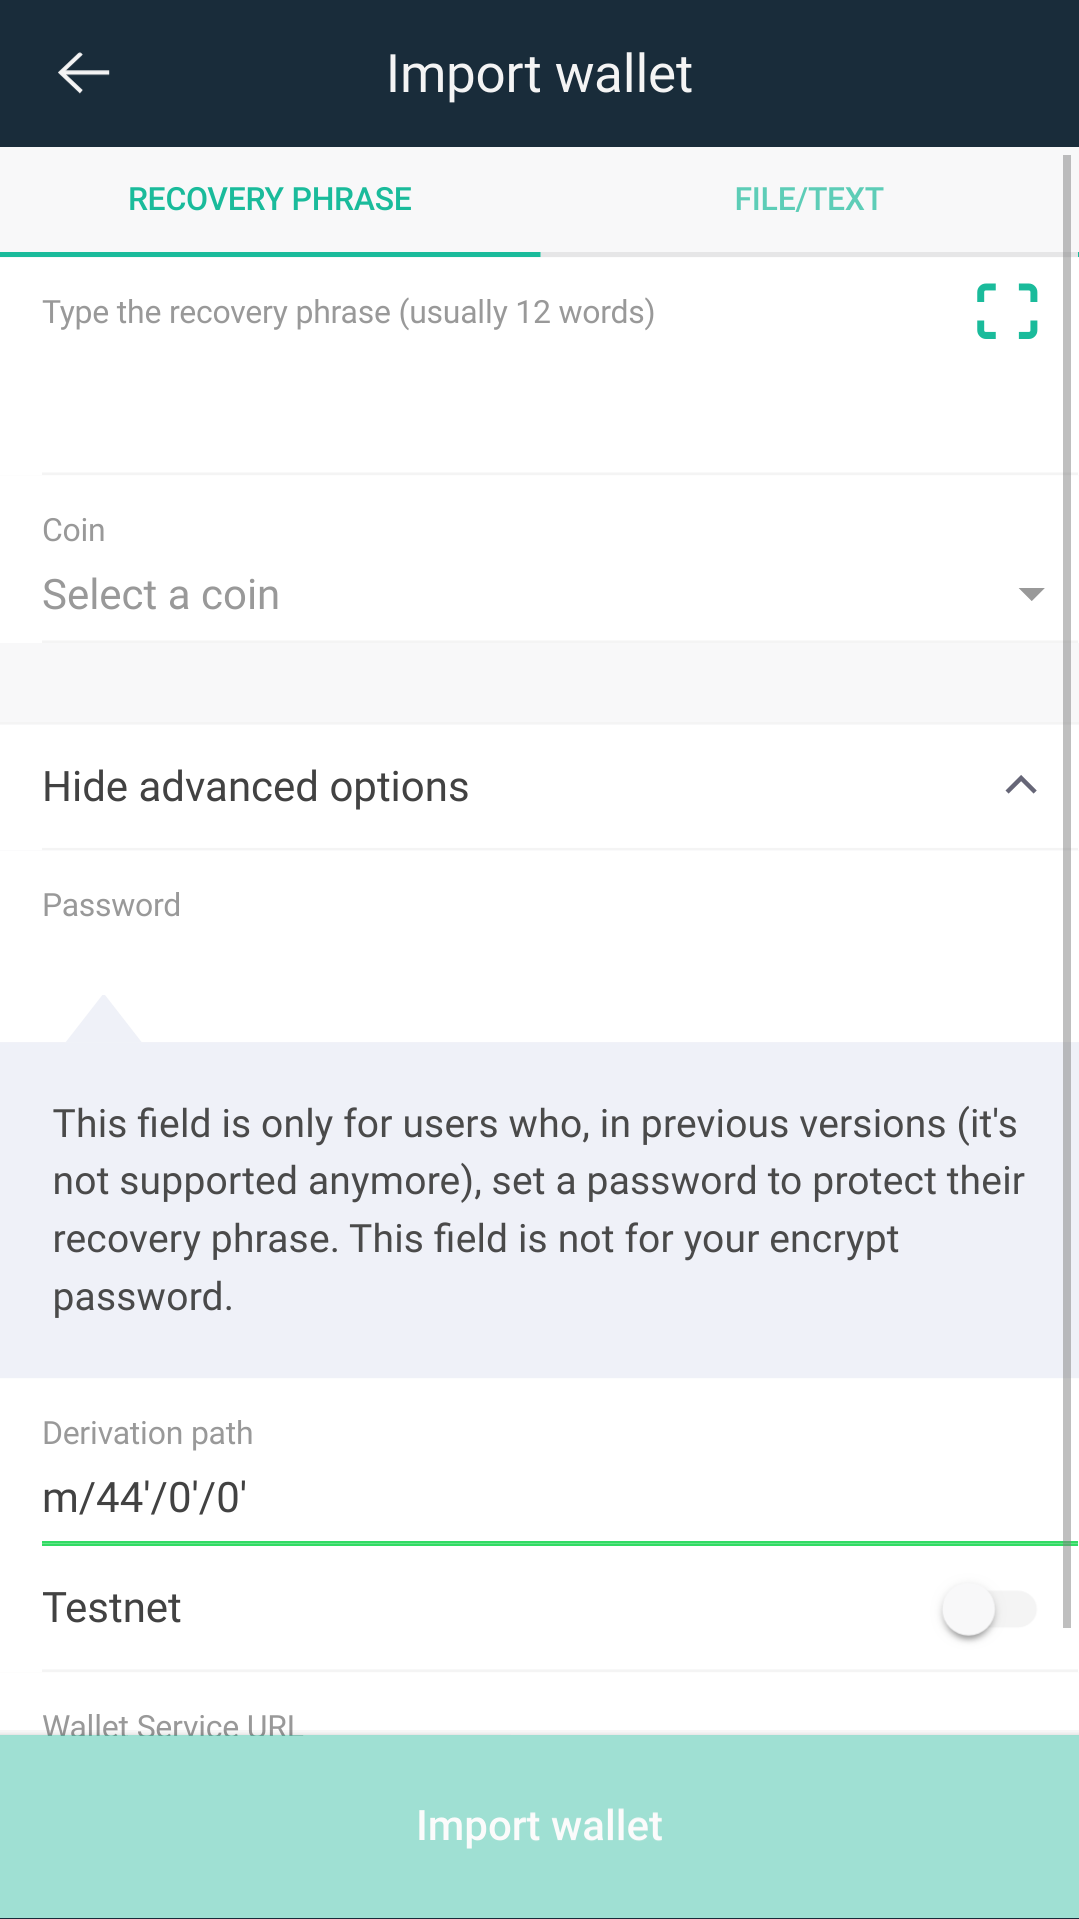 Import wallet
RECOVERY PHRASE
FILE/TEXT
Type the recovery phrase (usually 12 words)
Coin
Select a coin
Hide advanced options
Password
This field is only for users who, in previous versions (it's
not supported anymore), set a password to protect their
recovery phrase. This field is not for your encrypt
password.
Derivation path
m/44'/0'/0'
Testnet
Wallet Service URL
Import wallet